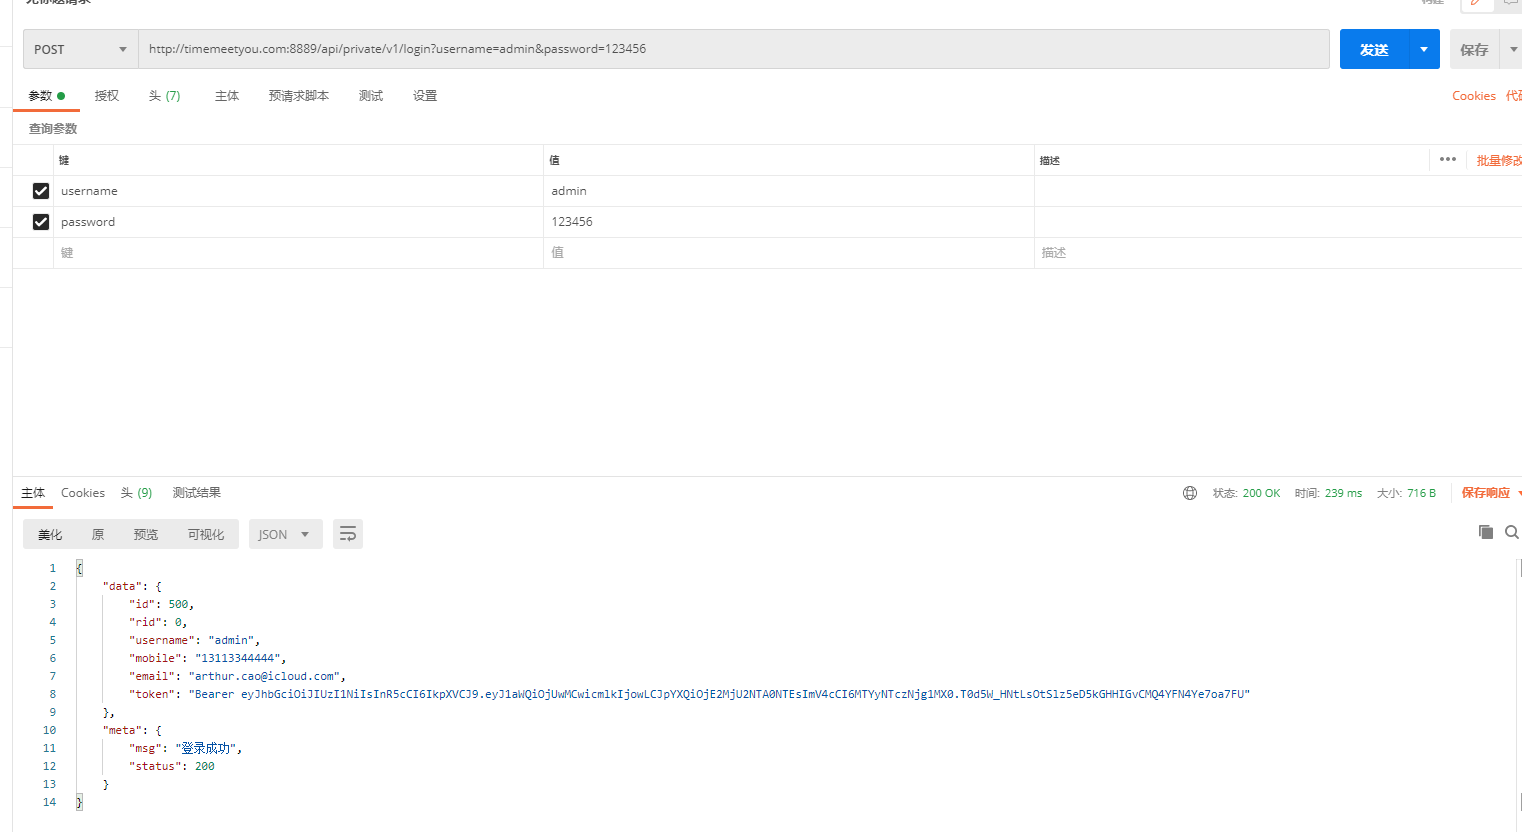 POST http://timemeetyou.com:8889/api/private/v1/login?username=admin&password=123456 发送 保存
参数 授权 头 (7) 主体 预请求脚本 测试 设置 Cookies
查询参数
键 值 描述 ••• 批量修改
username admin
password 123456
键 值 描述
主体 Cookies 头 (9) 测试结果 状态: 200 OK 时间: 239 ms 大小: 716 B 保存响应
美化 原 预览 可视化 JSON
1 {
2 "data": {
3 "id": 500,
4 "rid": 0,
5 "username": "admin",
6 "mobile": "13113344444",
7 "email": "arthur.cao@icloud.com",
8 "token": "Bearer eyJhbGciOiJIUzI1NiIsInR5cCI6IkpXVCJ9.eyJ1aWQiOjUwMCwicmlkIjowLCJpYXQiOjE2MjU2NTA0NTEsImV4cCI6MTYyNTczNjg1MX0.T0d5W_HNtLsOtSlz5eD5kGHHIGvCMQ4YFN4Ye7oa7FU"
9 },
10 "meta": {
11 "msg": "登录成功",
12 "status": 200
13 }
14 }